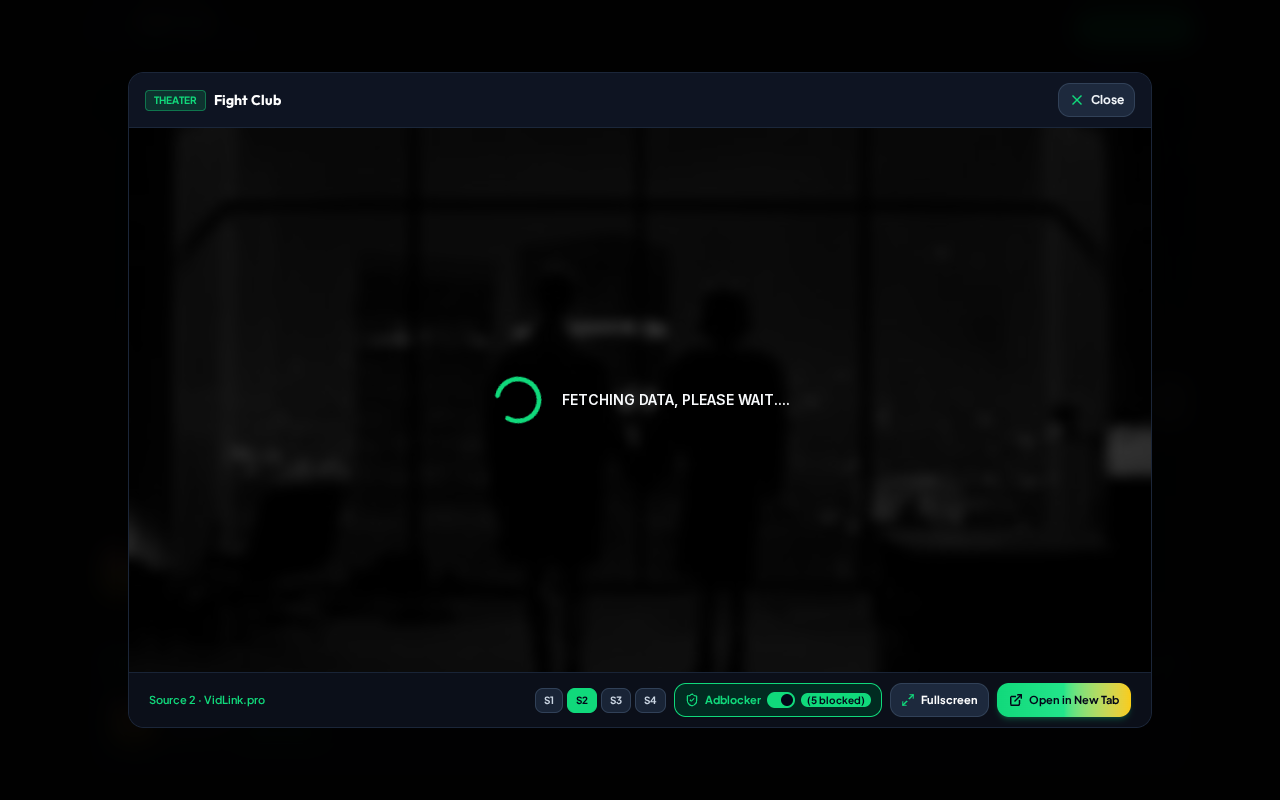 THEATER Fight Club Close
FETCHING DATA, PLEASE WAIT....
Source 2 · VidLink.pro S1 S2 S3 S4 Adblocker (5 blocked) Fullscreen Open in New Tab